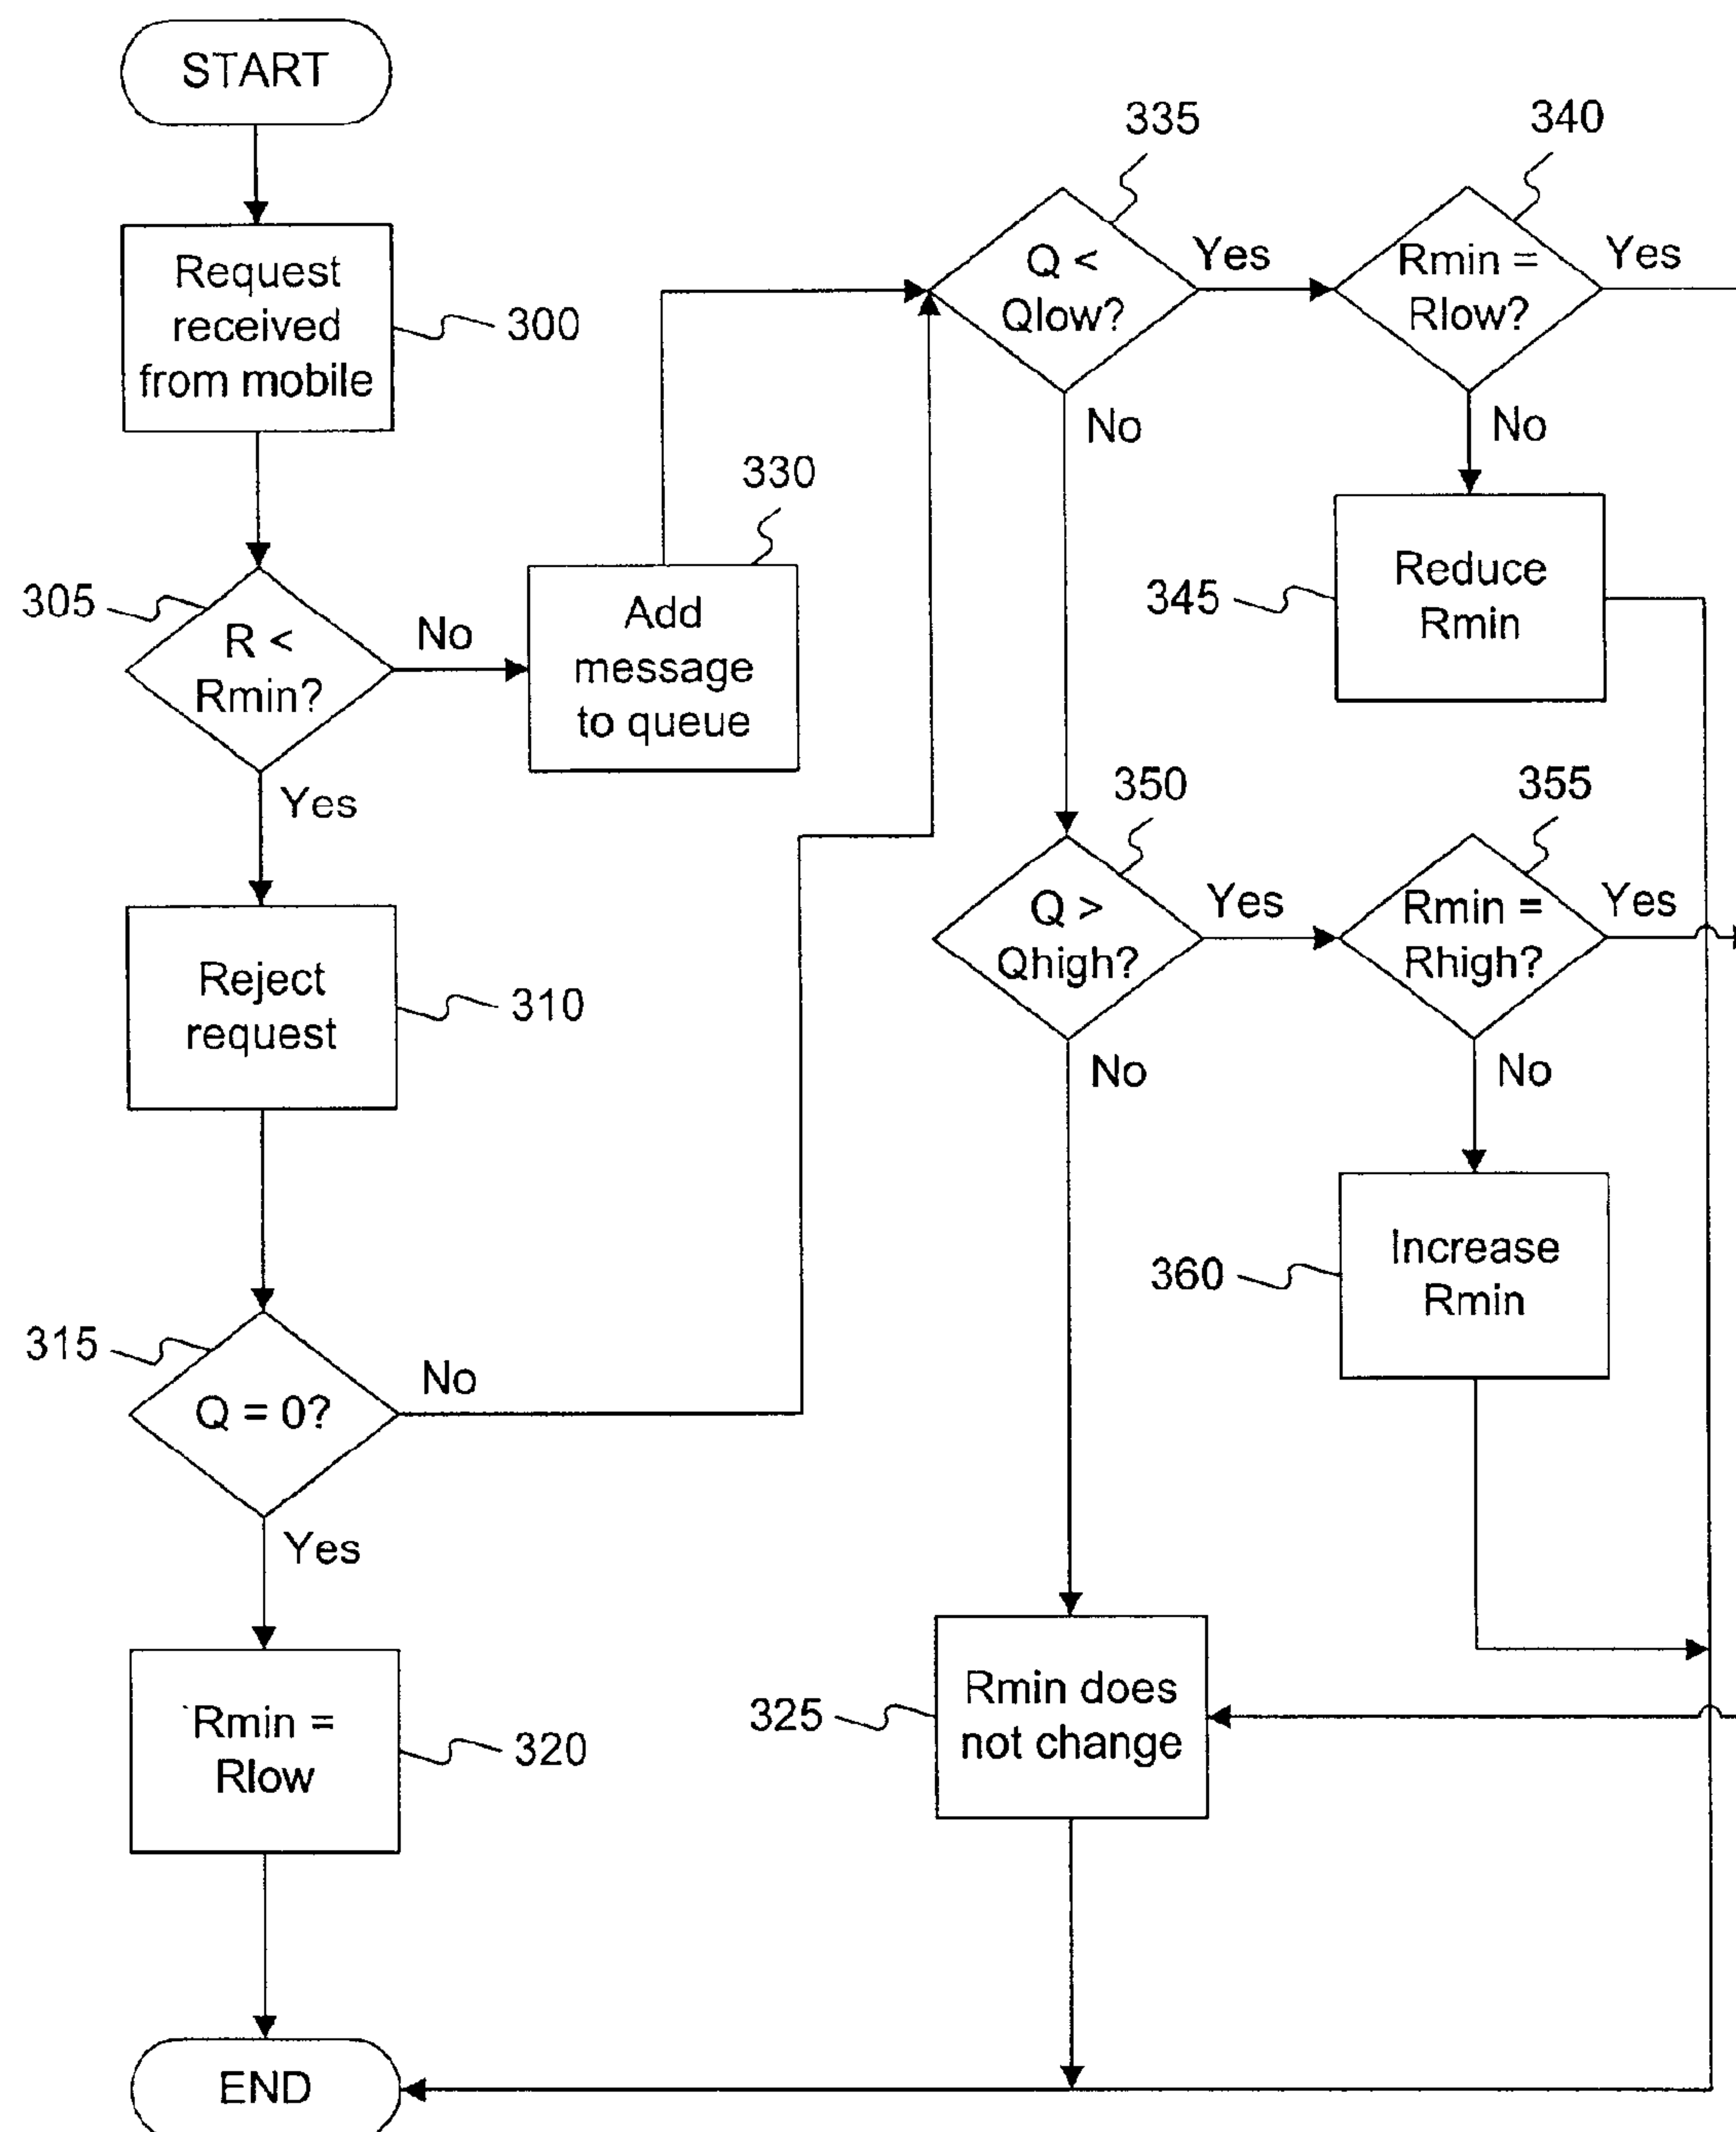 START
Request
received
from mobile
300
305
R <
Rmin?
No
Yes
Reject
request
310
315
Q = 0?
No
Yes
Rmin =
Rlow
320
END
330
Add
message
to queue
335
Q <
Qlow?
Yes
No
340
Rmin =
Rlow?
Yes
No
345
Reduce
Rmin
350
Q >
Qhigh?
Yes
No
355
Rmin =
Rhigh?
Yes
No
360
Increase
Rmin
325
Rmin does
not change